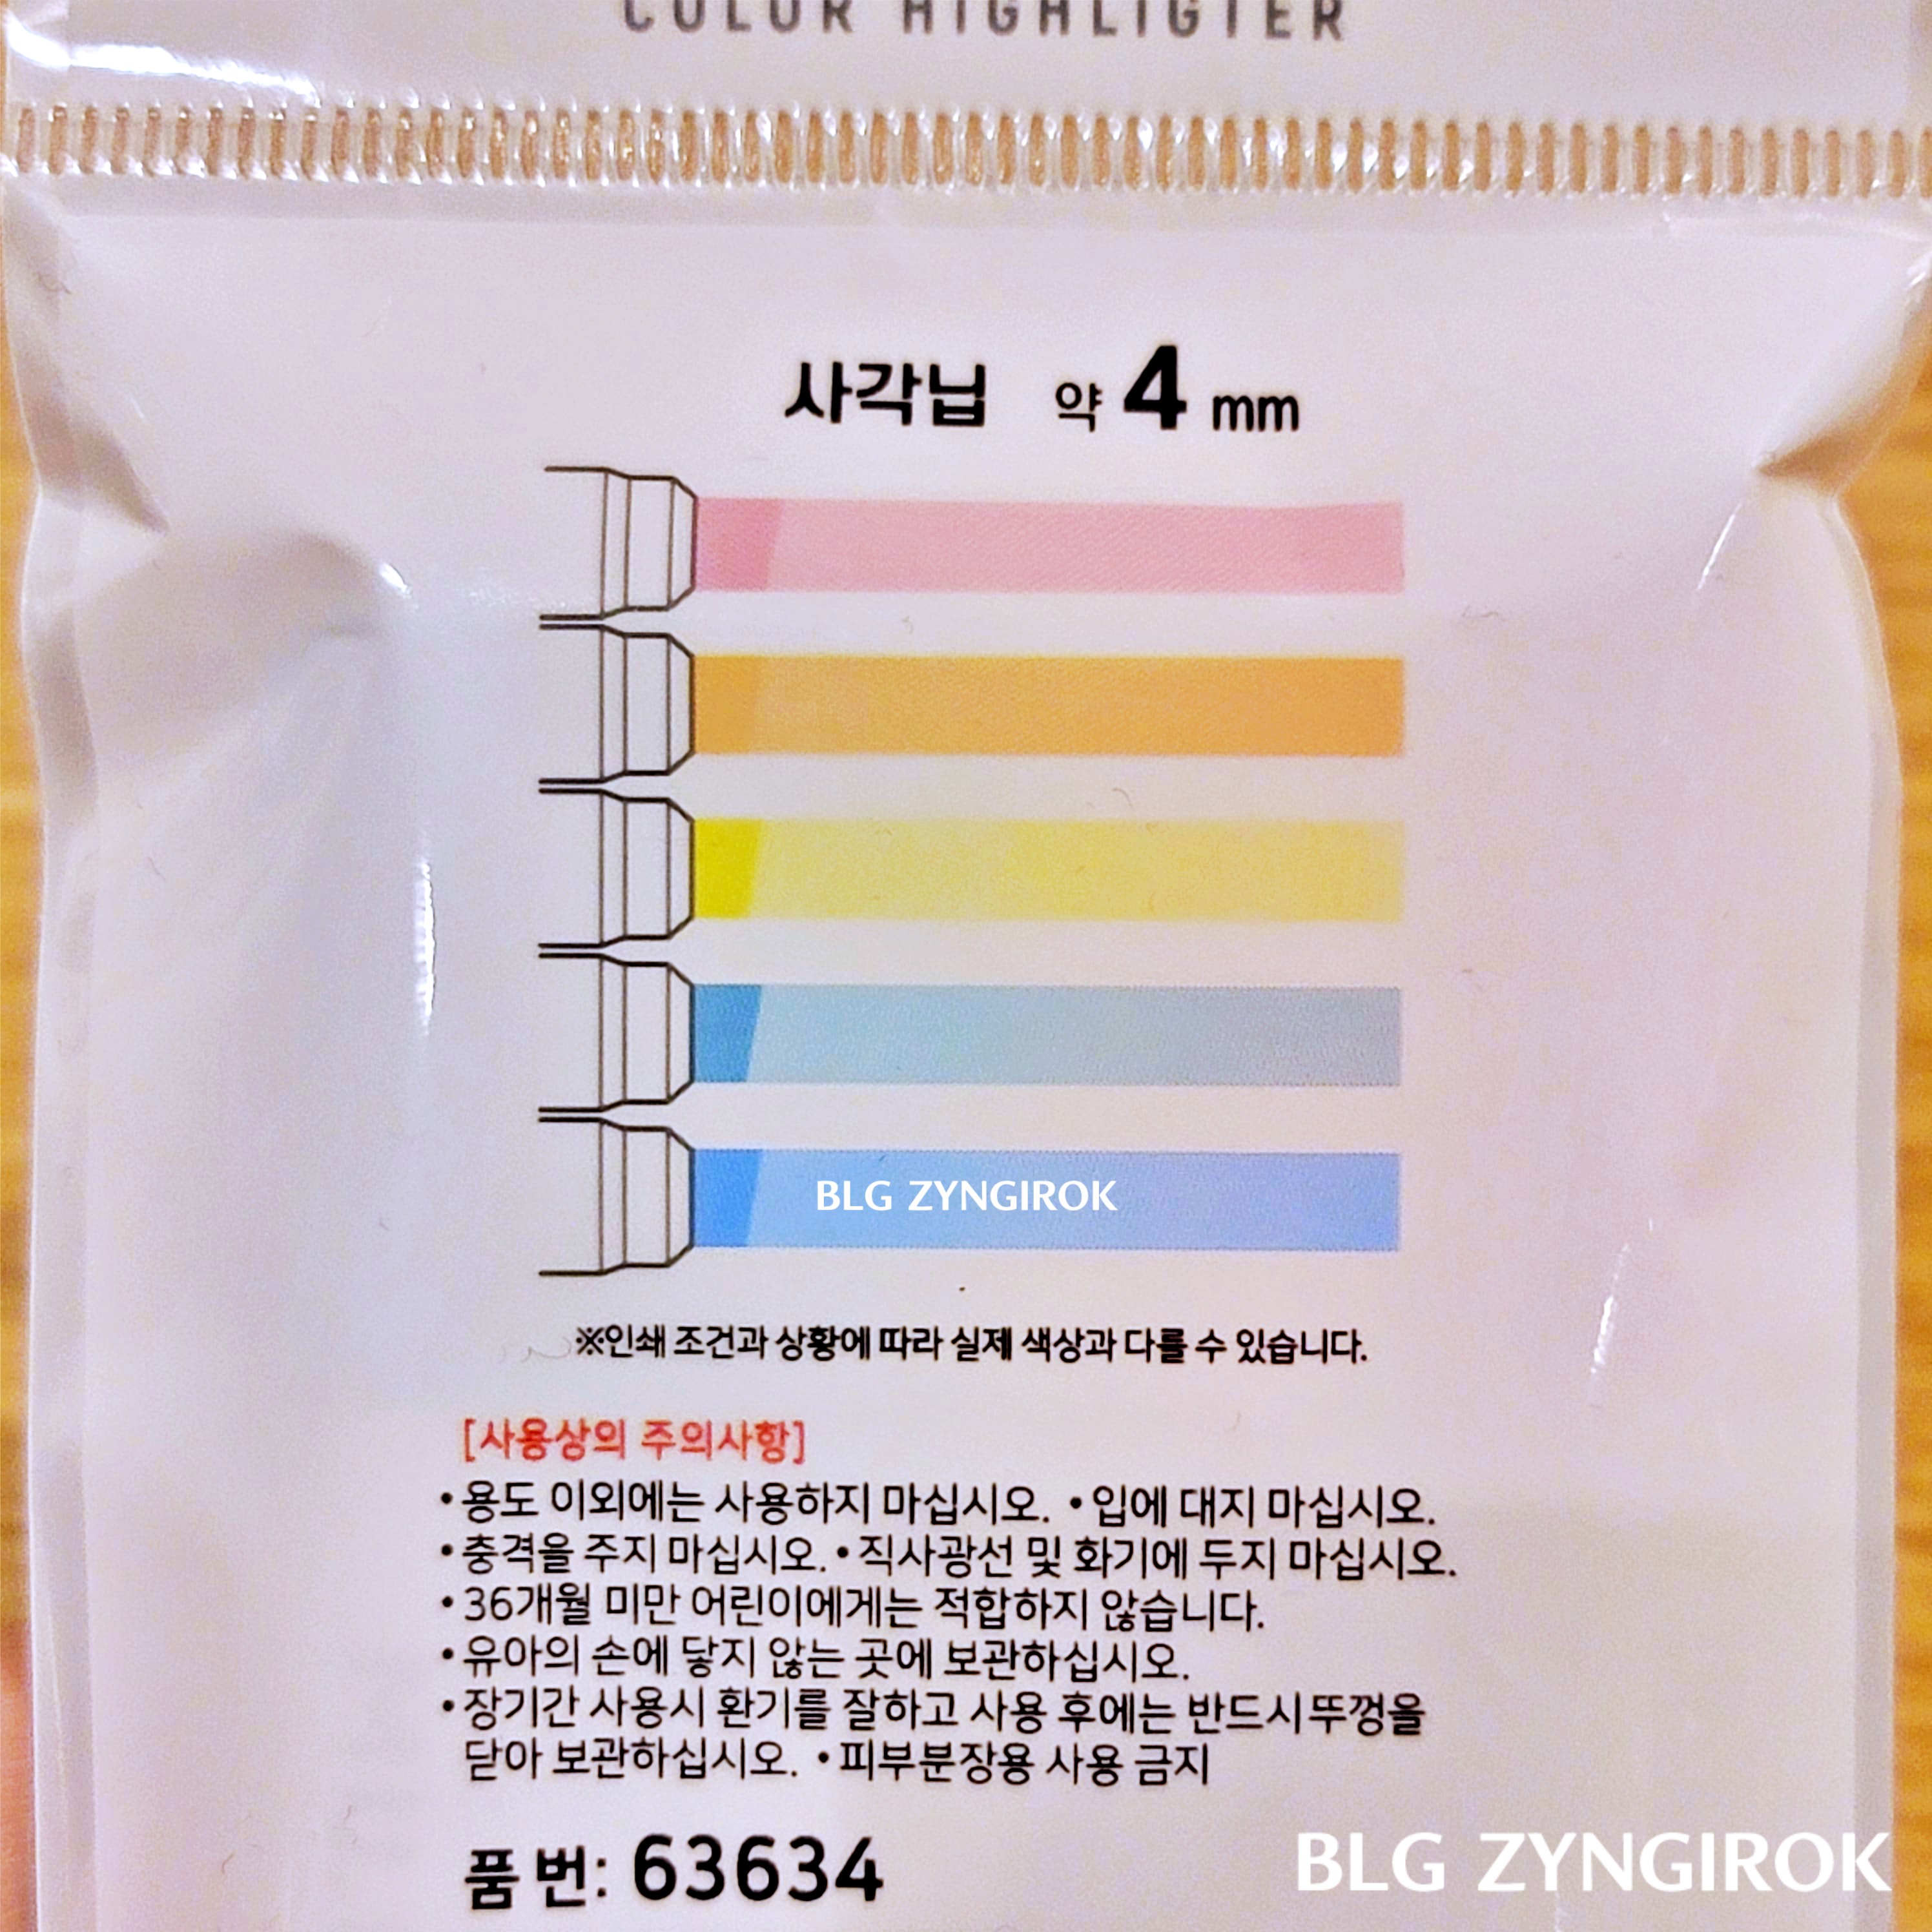 COLOR HIGHLIGTER
사각닙 약 4 mm
BLG ZYNGIROK
※인쇄 조건과 상황에 따라 실제 색상과 다를 수 있습니다.
[사용상의 주의사항]
•용도 이외에는 사용하지 마십시오. •입에 대지 마십시오.
•충격을 주지 마십시오. •직사광선 및 화기에 두지 마십시오.
•36개월 미만 어린이에게는 적합하지 않습니다.
•유아의 손에 닿지 않는 곳에 보관하십시오.
•장기간 사용시 환기를 잘하고 사용 후에는 반드시 뚜껑을
닫아 보관하십시오. •피부분장용 사용 금지
품번: 63634
BLG ZYNGIROK